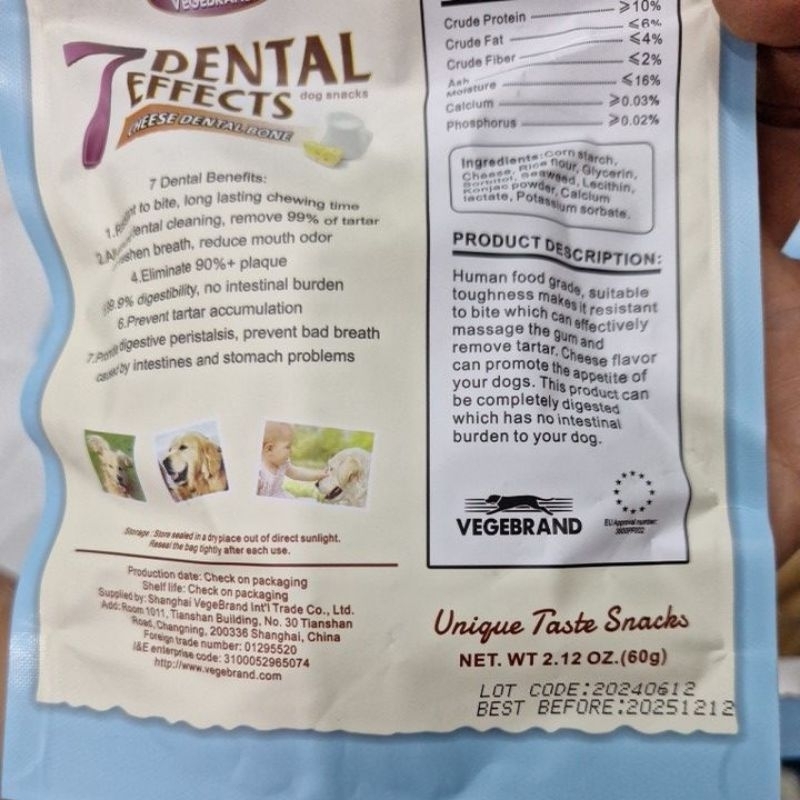 VEGEBRAND
7 DENTAL
EFFECTS dog snacks
CHEESE DENTAL BONE
7 Dental Benefits:
to bite, long lasting chewing time
dental cleaning, remove 99% of tartar
freshen breath, reduce mouth odor
4.Eliminate 90%+ plaque
99.9% digestibility, no intestinal burden
6.Prevent tartar accumulation
digestive peristalsis, prevent bad breath
caused by intestines and stomach problems
Storage: Store sealed in a dry place out of direct sunlight.
Reseal the bag tightly after each use.
Production date: Check on packaging
Shelf life: Check on packaging
Supplied by: Shanghai VegeBrand Int'l Trade Co., Ltd.
Add: Room 1011, Tianshan Building, No. 30 Tianshan
Road, Changning, 200336 Shanghai, China
Foreign trade number: 01295520
I&E enterprise code: 3100052965074
http://www.vegebrand.com
Crude Protein ≥10%
Crude Fat ≤6%
Crude Fiber ≤4%
Ash ≤2%
Moisture ≤16%
Calcium ≥0.03%
Phosphorus ≥0.02%
Ingredients: Corn starch,
Cheese, Rice flour, Glycerin,
Sorbitol, Seaweed, Lecithin,
Konjac powder, Calcium
lactate, Potassium sorbate.
PRODUCT DESCRIPTION:
Human food grade, suitable
toughness makes it resistant
to bite which can effectively
massage the gum and
remove tartar. Cheese flavor
can promote the appetite of
your dogs. This product can
be completely digested
which has no intestinal
burden to your dog.
VEGEBRAND
EU Approval number:
Unique Taste Snacks
NET. WT 2.12 OZ.(60g)
LOT CODE:20240612
BEST BEFORE:20251212